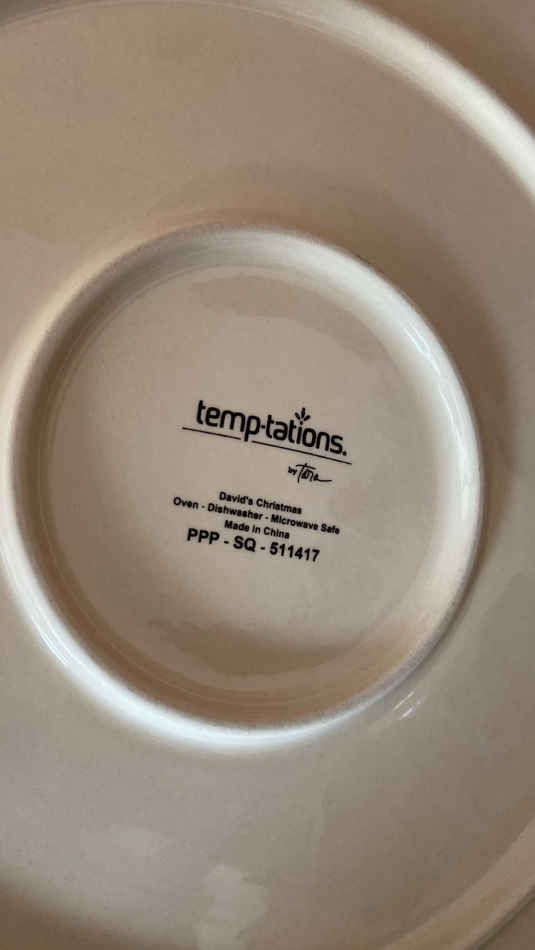 temp-tations.
by Tara
David's Christmas
Oven - Dishwasher - Microwave Safe
Made in China
PPP - SQ - 511417